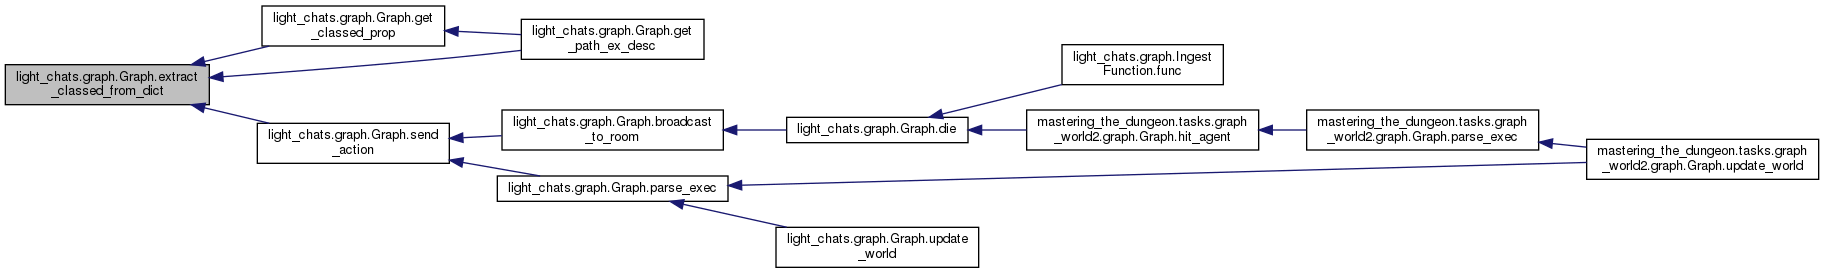 light_chats.graph.Graph.extract
_classed_from_dict
light_chats.graph.Graph.get
_classed_prop
light_chats.graph.Graph.get
_path_ex_desc
light_chats.graph.Graph.send
_action
light_chats.graph.Graph.broadcast
_to_room
light_chats.graph.Graph.die
light_chats.graph.Ingest
Function.func
mastering_the_dungeon.tasks.graph
_world2.graph.Graph.hit_agent
mastering_the_dungeon.tasks.graph
_world2.graph.Graph.parse_exec
mastering_the_dungeon.tasks.graph
_world2.graph.Graph.update_world
light_chats.graph.Graph.parse_exec
light_chats.graph.Graph.update
_world